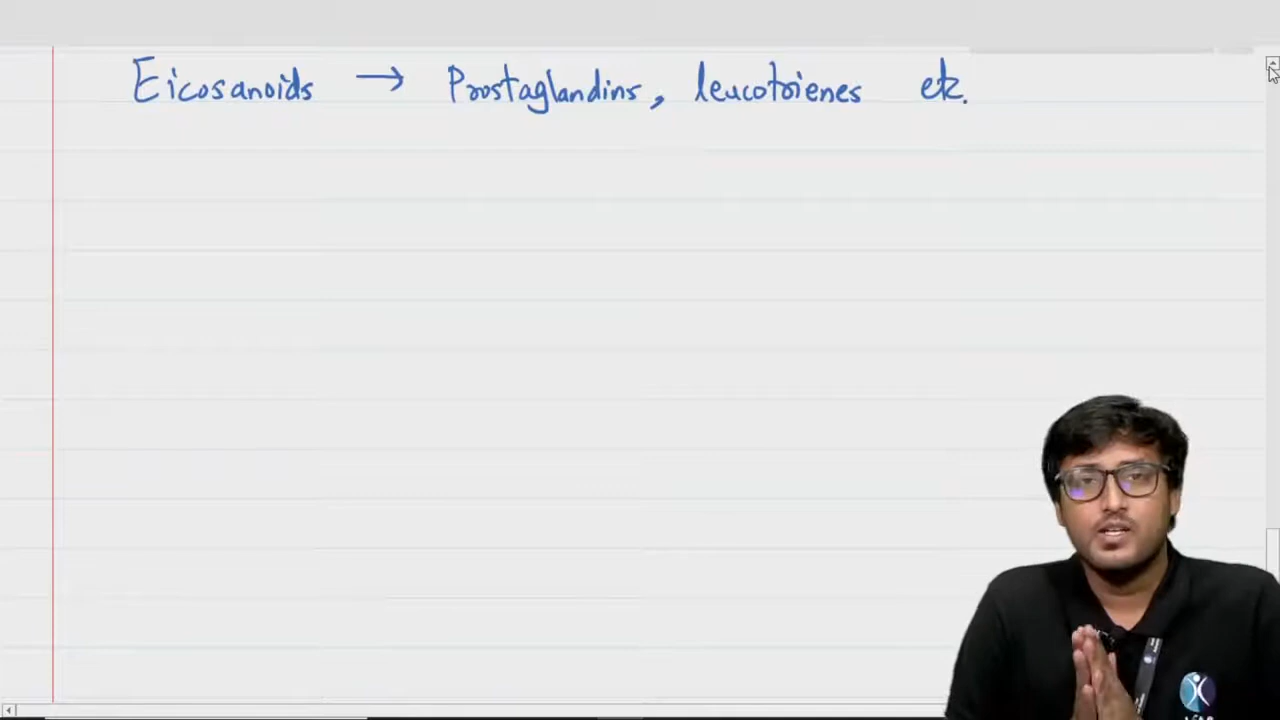 Eicosanoids → Prostaglandins, leucotrienes etc.